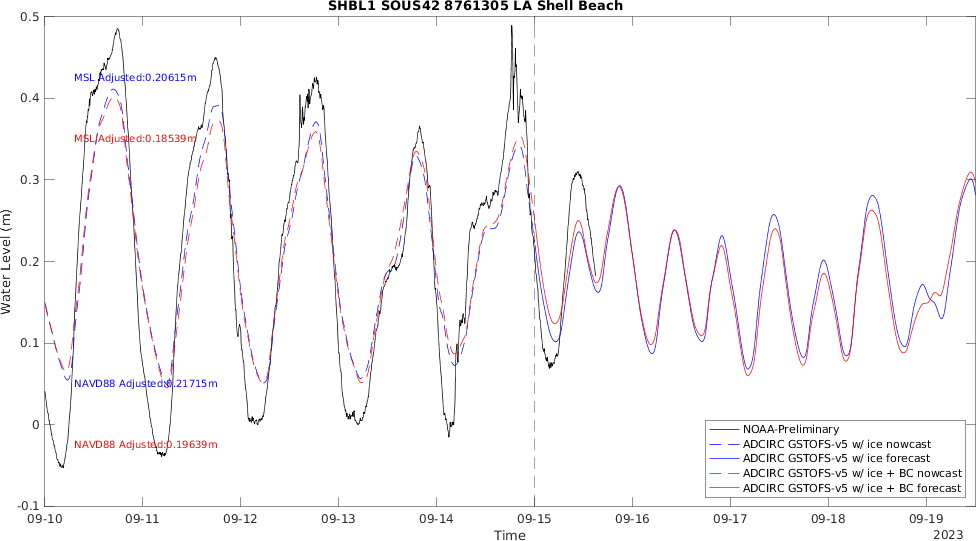 SHBL1 SOUS42 8761305 LA Shell Beach
0.5
0.4
0.3
0.2
0.1
0
-0.1
Water Level (m)
MSL Adjusted:0.20615m
MSL Adjusted:0.18539m
NAVD88 Adjusted:0.21715m
NAVD88 Adjusted:0.19639m
NOAA-Preliminary
ADCIRC GSTOFS-v5 w/ ice nowcast
ADCIRC GSTOFS-v5 w/ ice forecast
ADCIRC GSTOFS-v5 w/ ice + BC nowcast
ADCIRC GSTOFS-v5 w/ ice + BC forecast
09-10 09-11 09-12 09-13 09-14 09-15 09-16 09-17 09-18 09-19
Time
2023